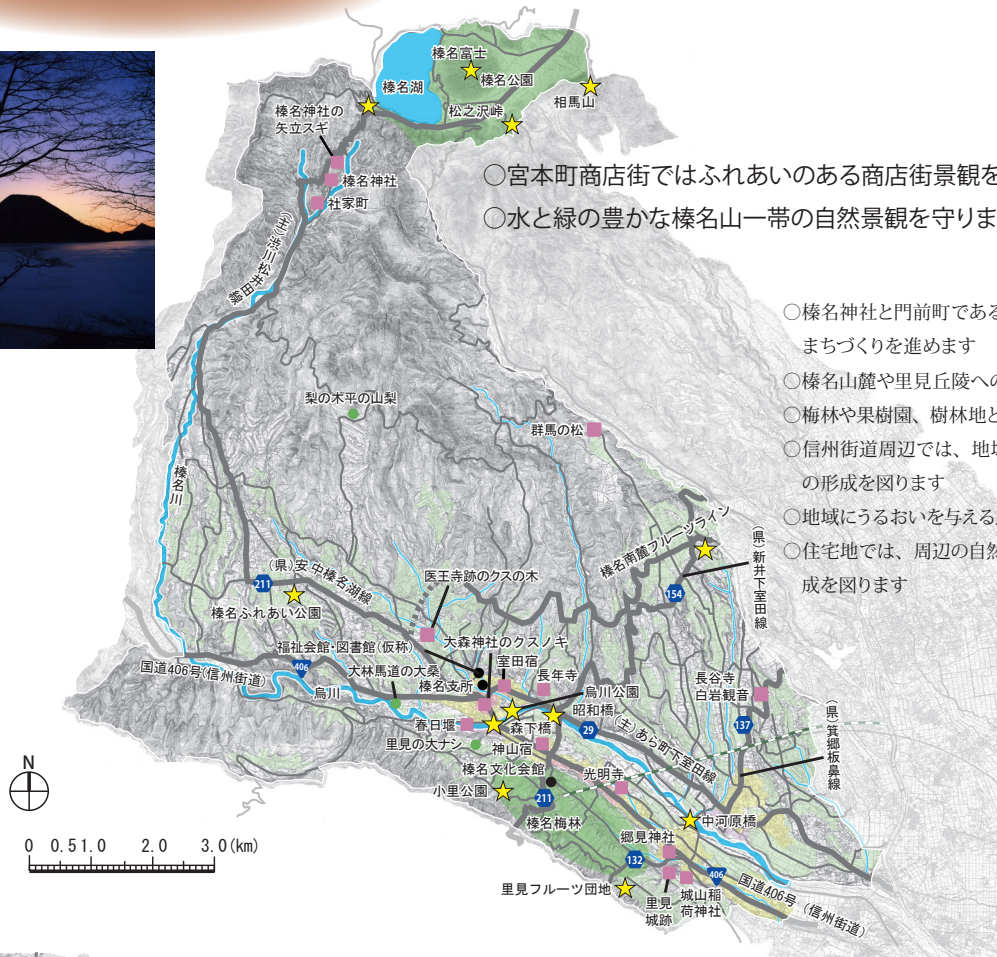 榛名富士
榛名公園
榛名湖
相馬山
松之沢峠
榛名神社の
矢立スギ
榛名神社
社家町
(主)渋川松井田線
○宮本町商店街ではふれあいのある商店街景観を
○水と緑の豊かな榛名山一帯の自然景観を守りま
○榛名神社と門前町である
まちづくりを進めます
○榛名山麓や里見丘陵への
○梅林や果樹園、樹林地と
○信州街道周辺では、地域
の形成を図ります
○地域にうるおいを与える
○住宅地では、周辺の自然
成を図ります
梨の木平の山梨
群馬の松
榛名川
榛名南麓フルーツライン
(県)新井下室田線
154
(県)安中榛名湖線
211
医王寺跡のクスの木
榛名ふれあい公園
福祉会館・図書館(仮称)
大森神社のクスノキ
国道406号(信州街道)
406
大林馬道の大桑
榛名支所
室田宿
長年寺
烏川
烏川公園
昭和橋
長谷寺
白岩観音
春日堰
森下橋
里見の大ナシ
神山宿
29
(主)あら町下室田線
137
(県)箕郷板鼻線
榛名文化会館
光明寺
小里公園
211
榛名梅林
中河原橋
郷見神社
132
406
里見フルーツ団地
里見
城跡
城山稲
荷神社
国道406号(信州街道)
N
0 0.5 1.0 2.0 3.0(km)